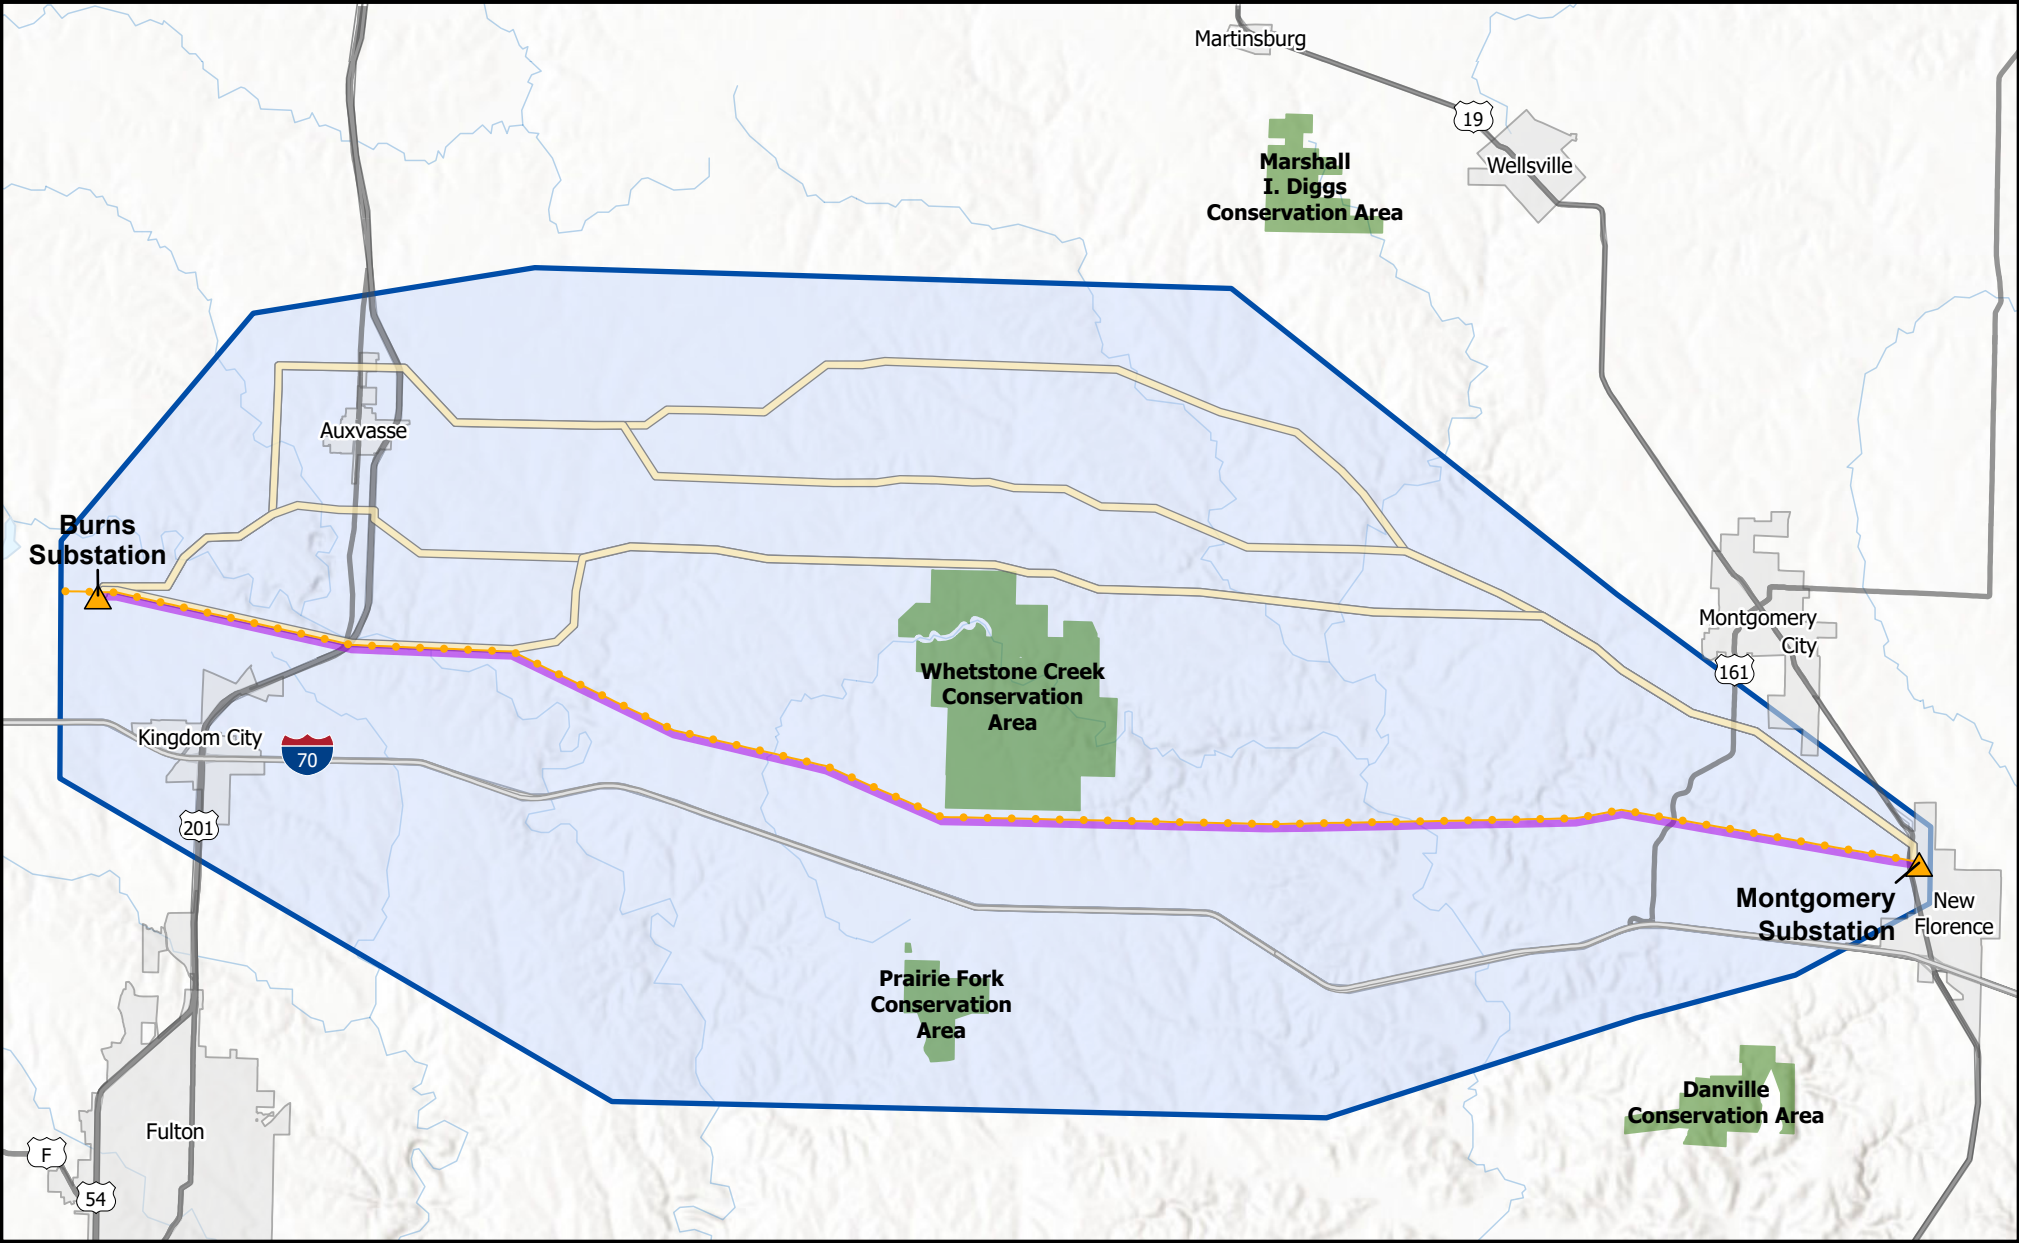 Martinsburg
19
Wellsville
Marshall
I. Diggs
Conservation Area
Auxvasse
Burns
Substation
Montgomery
City
161
Whetstone Creek
Conservation
Area
Kingdom City
70
201
Montgomery
Substation
New
Florence
Prairie Fork
Conservation
Area
Danville
Conservation Area
Fulton
F
54